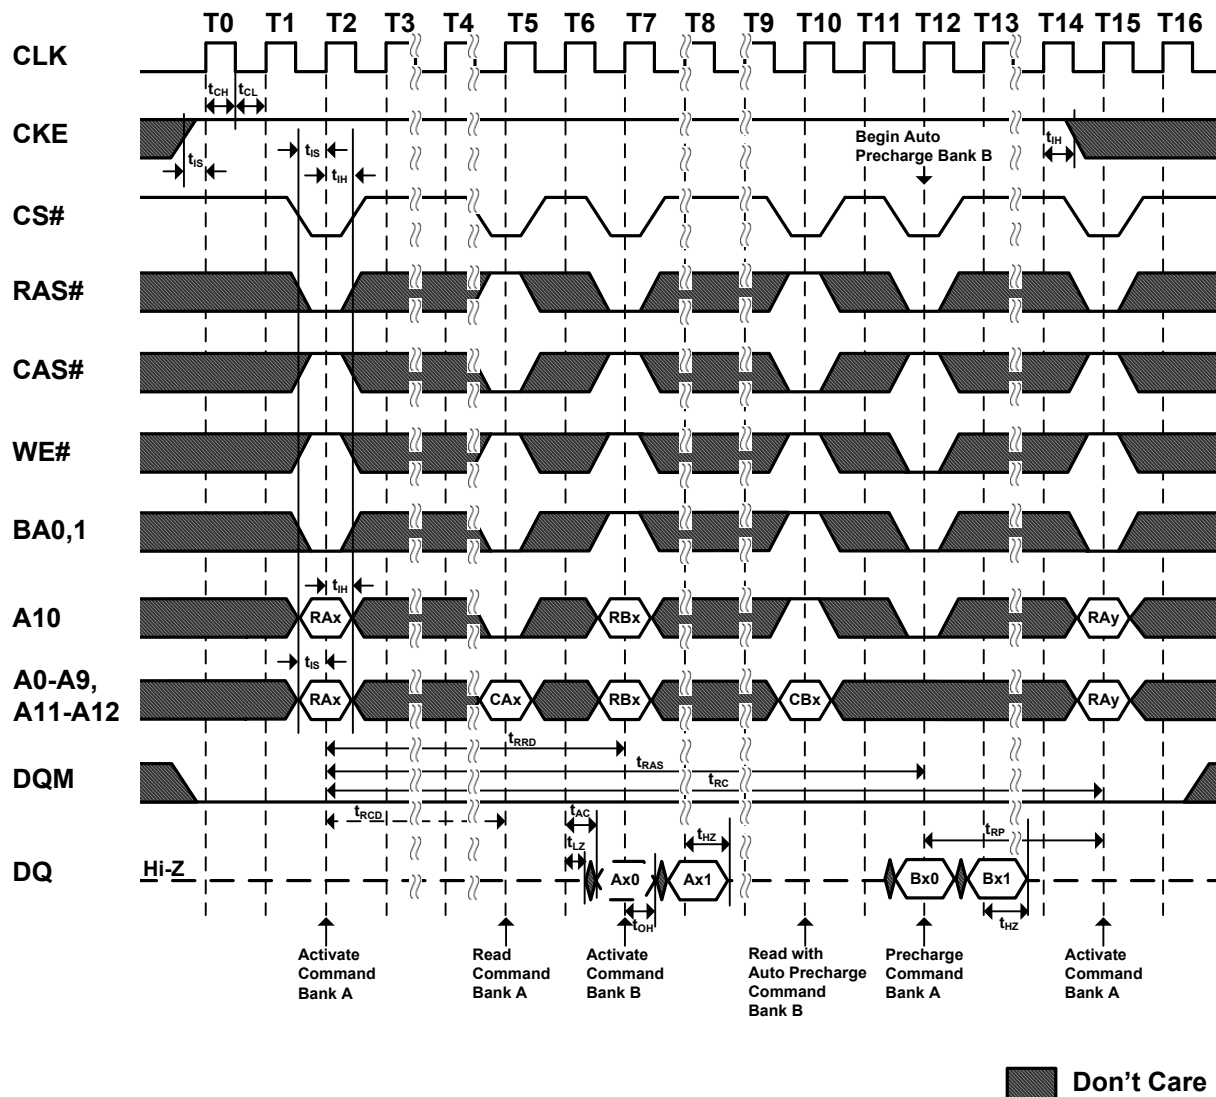 T0 T1 T2 T3 T4 T5 T6 T7 T8 T9 T10 T11 T12 T13 T14 T15 T16
CLK
tCH tCL
CKE
tIS
tIS
tIH
Begin Auto
Precharge Bank B
tIH
CS#
RAS#
CAS#
WE#
BA0,1
tIH
A10
RAx RBx RAy
tIS
A0-A9,
A11-A12
RAx CAx RBx CBx RAy
tRRD
tRAS
DQM
tRC
tRCD
tAC
tLZ
tHZ
tRP
DQ
Hi-Z
Ax0 Ax1 Bx0 Bx1
tOH
tHZ
Activate
Command
Bank A
Read
Command
Bank A
Activate
Command
Bank B
Read with
Auto Precharge
Command
Bank B
Precharge
Command
Bank A
Activate
Command
Bank A
Don't Care